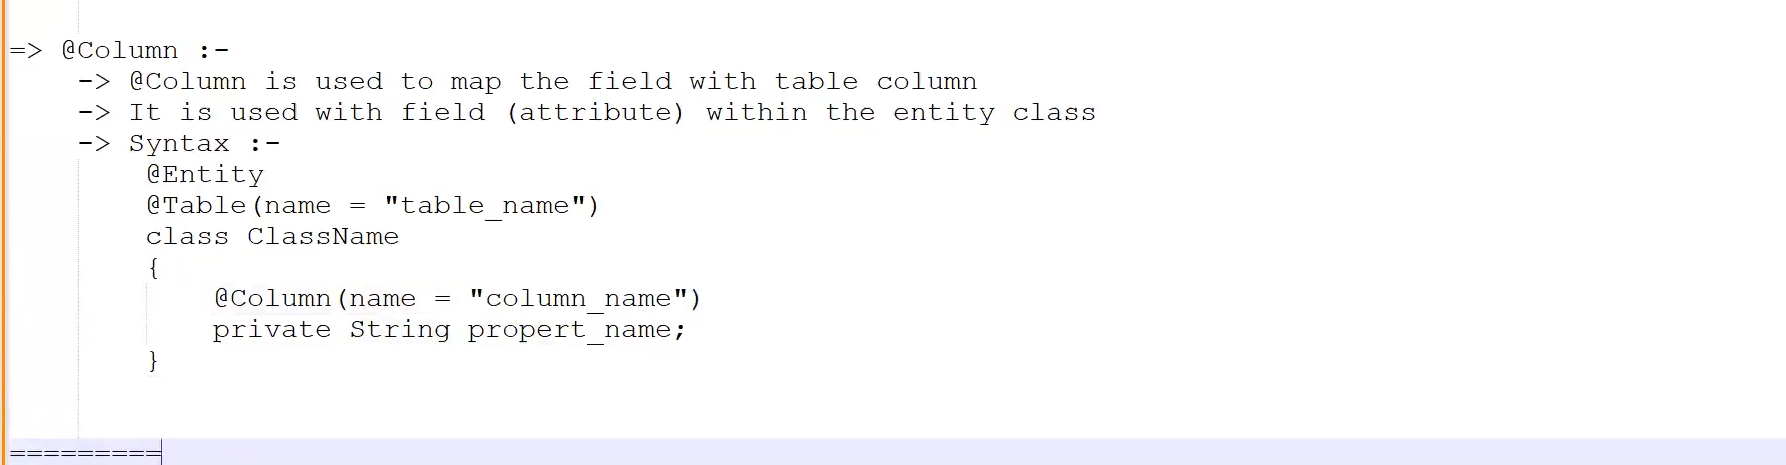 => @Column :-
-> @Column is used to map the field with table column
-> It is used with field (attribute) within the entity class
-> Syntax :-
@Entity
@Table(name = "table_name")
class ClassName
{
@Column(name = "column_name")
private String propert_name;
}
=========